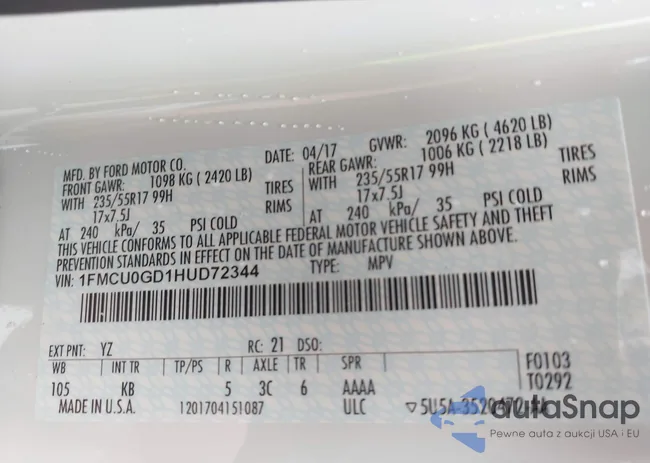 MFD. BY FORD MOTOR CO.
DATE: 04/17 GVWR: 2096 KG ( 4620 LB)
FRONT GAWR: 1098 KG ( 2420 LB)
REAR GAWR: 1006 KG ( 2218 LB)
WITH 235/55R17 99H TIRES
WITH 235/55R17 99H TIRES
17x7.5J RIMS
17x7.5J RIMS
AT 240 kPa/ 35 PSI COLD
AT 240 kPa/ 35 PSI COLD
THIS VEHICLE CONFORMS TO ALL APPLICABLE FEDERAL MOTOR VEHICLE SAFETY AND THEFT
PREVENTION STANDARDS IN EFFECT ON THE DATE OF MANUFACTURE SHOWN ABOVE.
VIN: 1FMCU0GD1HUD72344 TYPE: MPV
EXT PNT: YZ RC: 21 DSO:
WB INT TR TP/PS R AXLE TR SPR
105 KB 5 3C 6 AAAA
F0103
T0292
MADE IN U.S.A. 1201704151087 ULC ▽5U5A-3520472-
autaSnap
Pewne auta z aukcji USA i EU